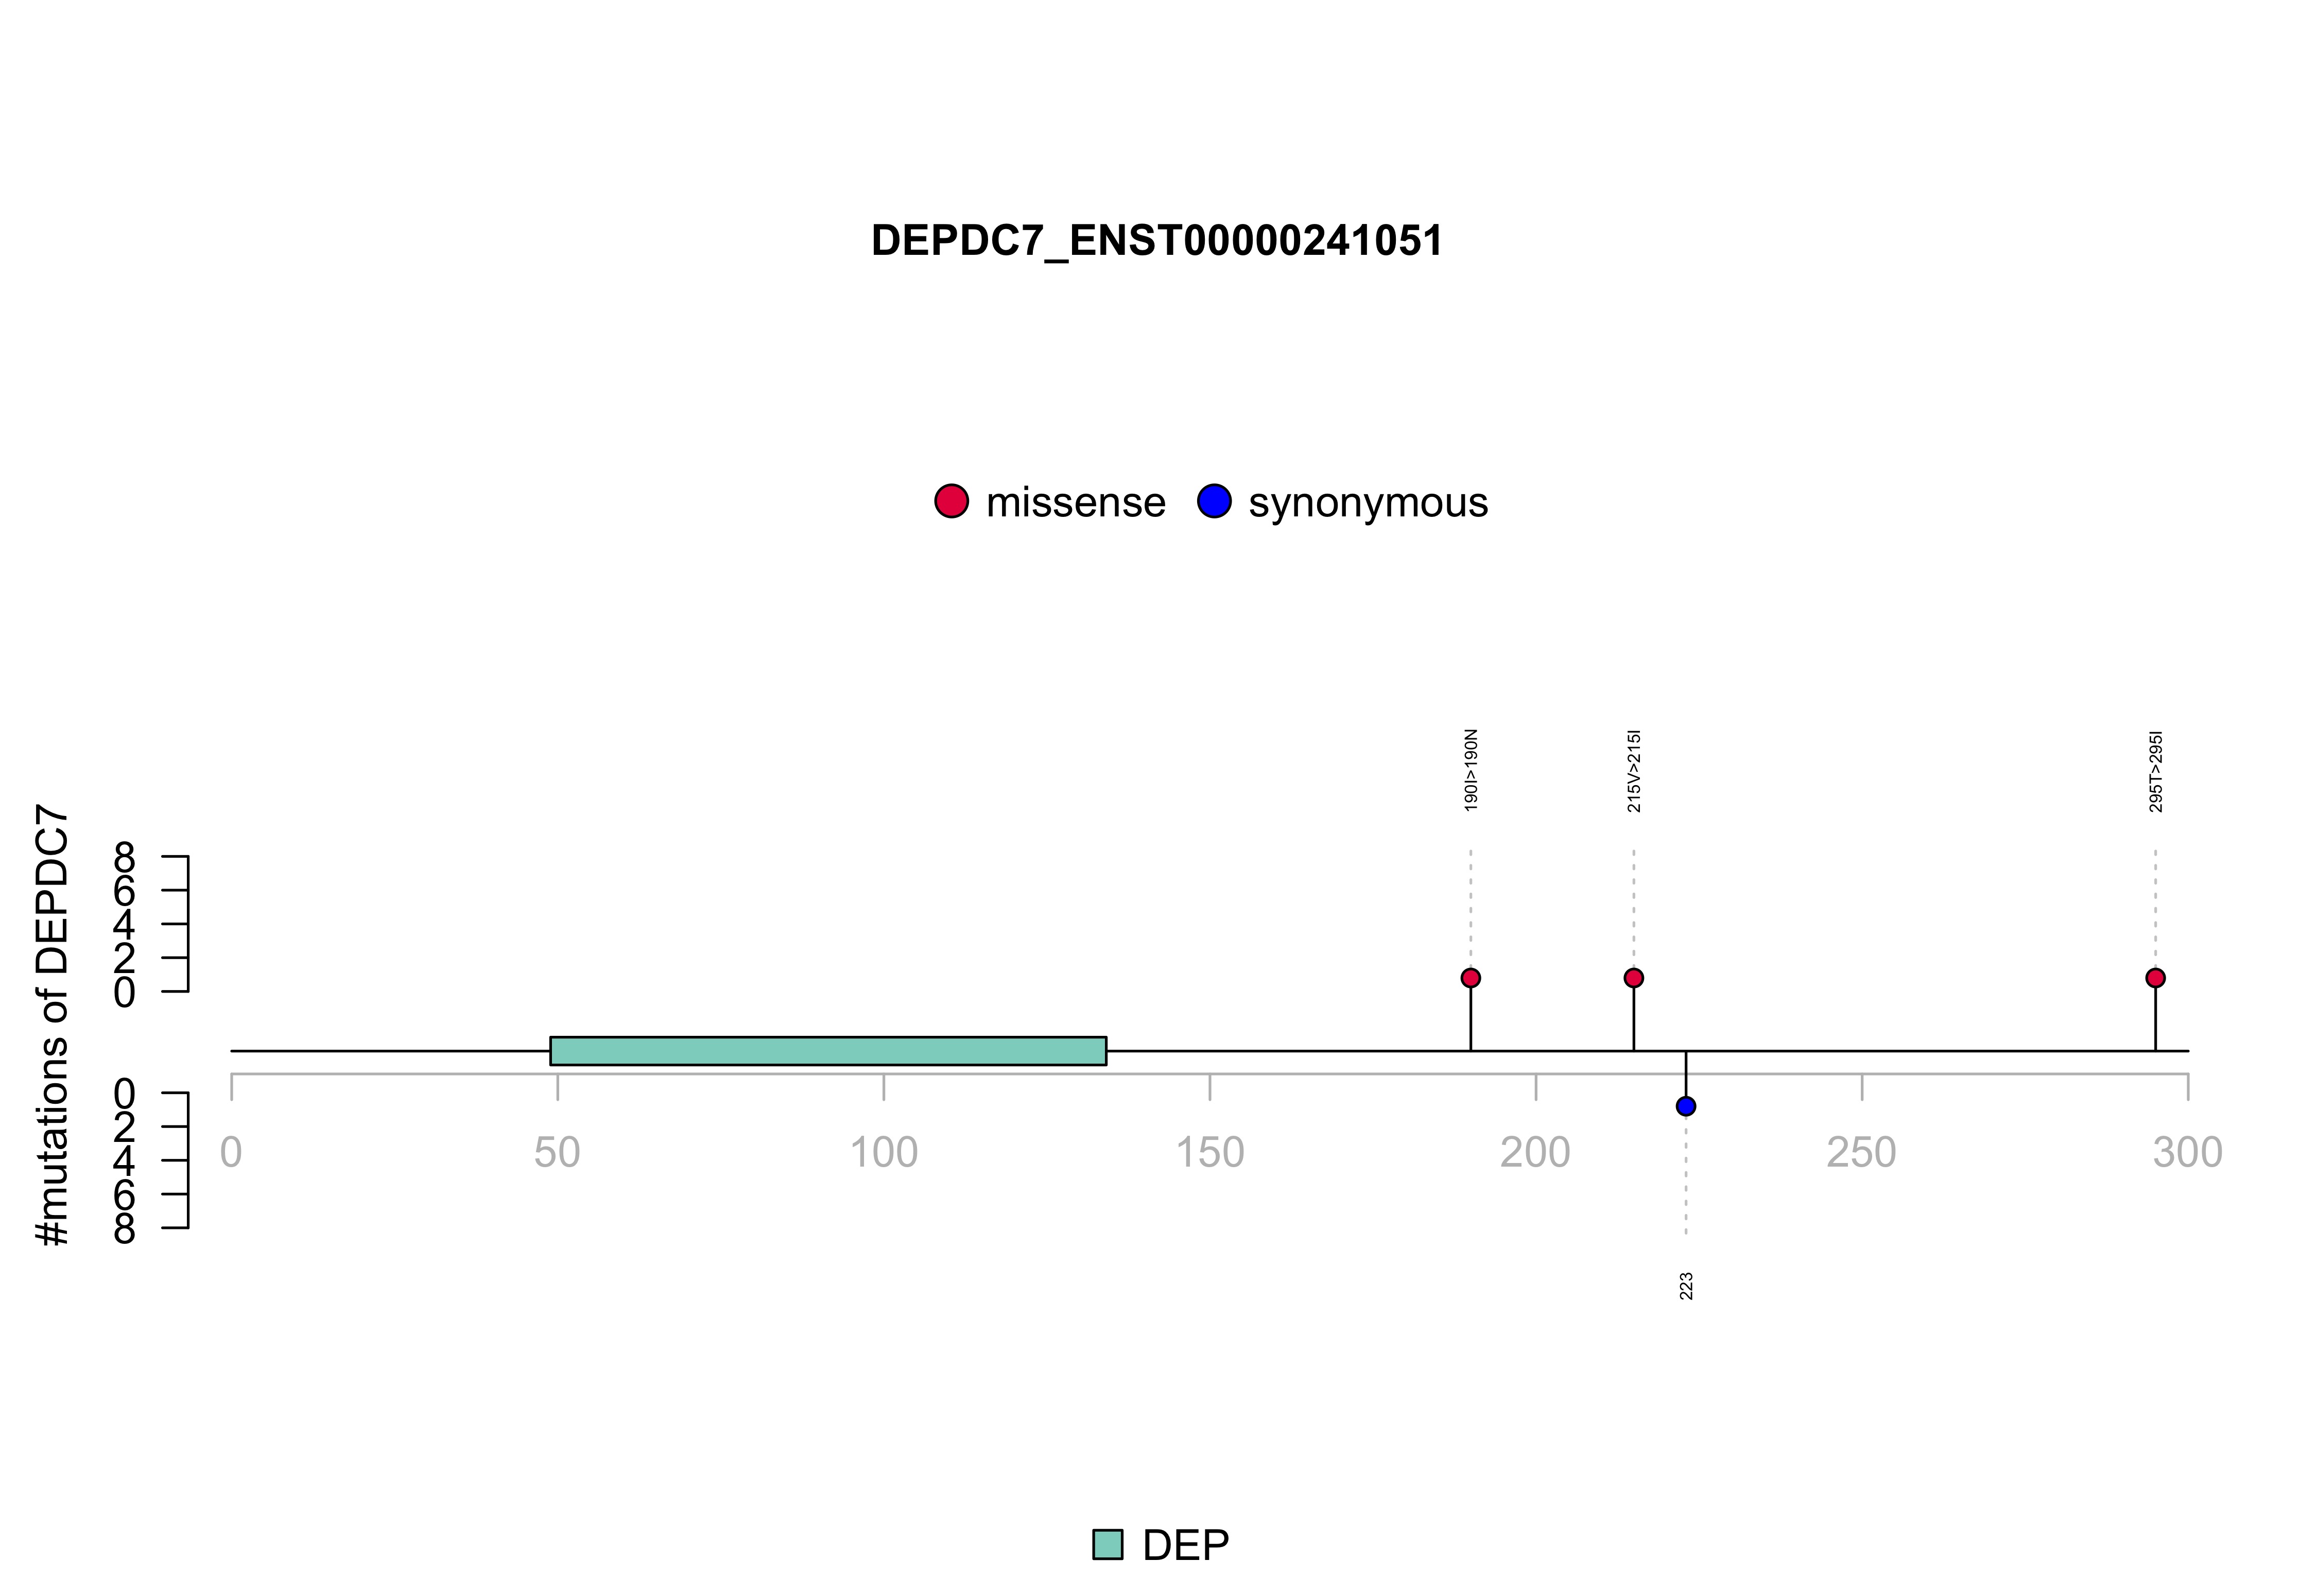 DEPDC7_ENST00000241051
missense synonymous
190I>190N 215V>215I 295T>295I
#mutations of DEPDC7
8
6
4
2
0
0
2
4
6
8
0 50 100 150 200 250 300
223
DEP